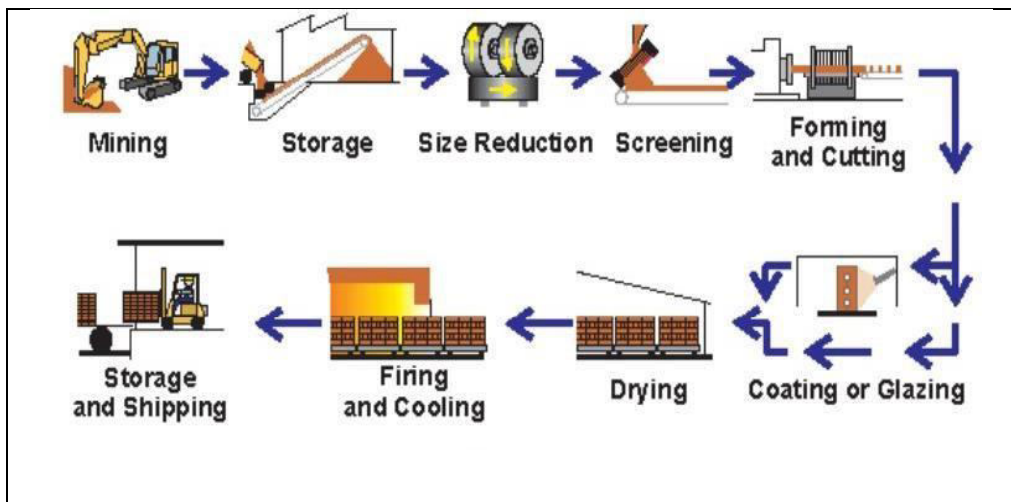 Mining
Storage
Size Reduction
Screening
Forming
and Cutting
Coating or Glazing
Drying
Firing
and Cooling
Storage
and Shipping